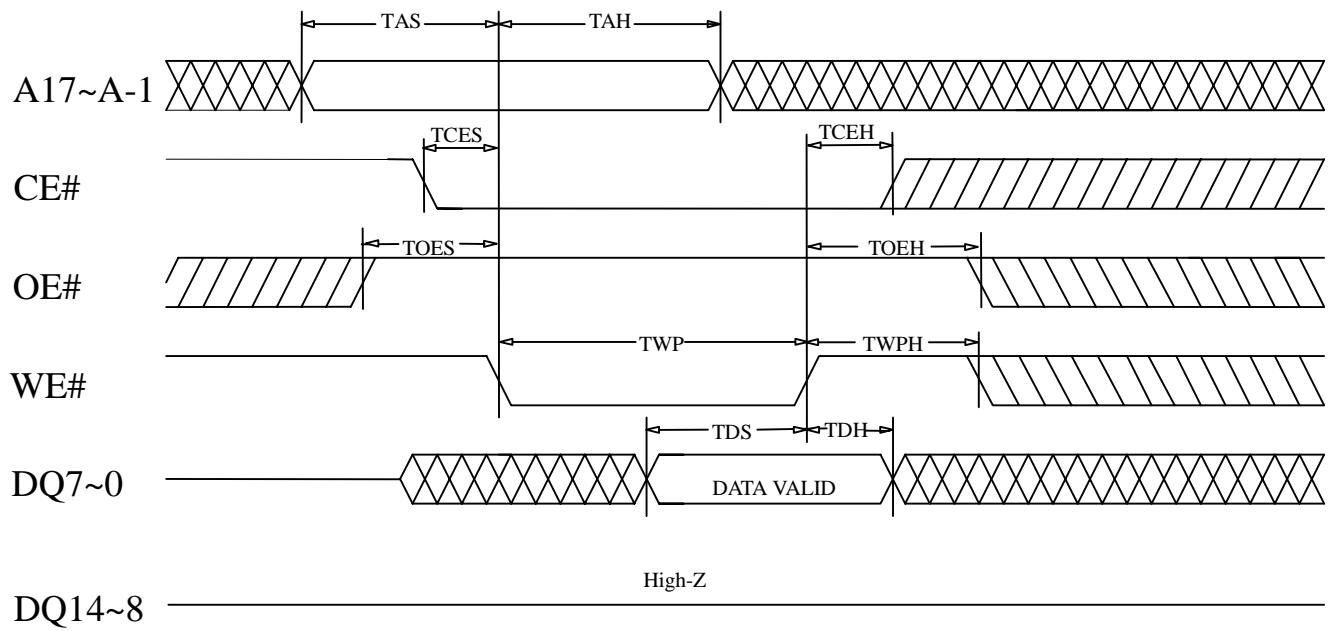 TAS TAH
A17~A-1
TCES TCEH
CE#
TOES TOEH
OE#
TWP TWPH
WE#
TDS TDH
DQ7~0 DATA VALID
High-Z
DQ14~8